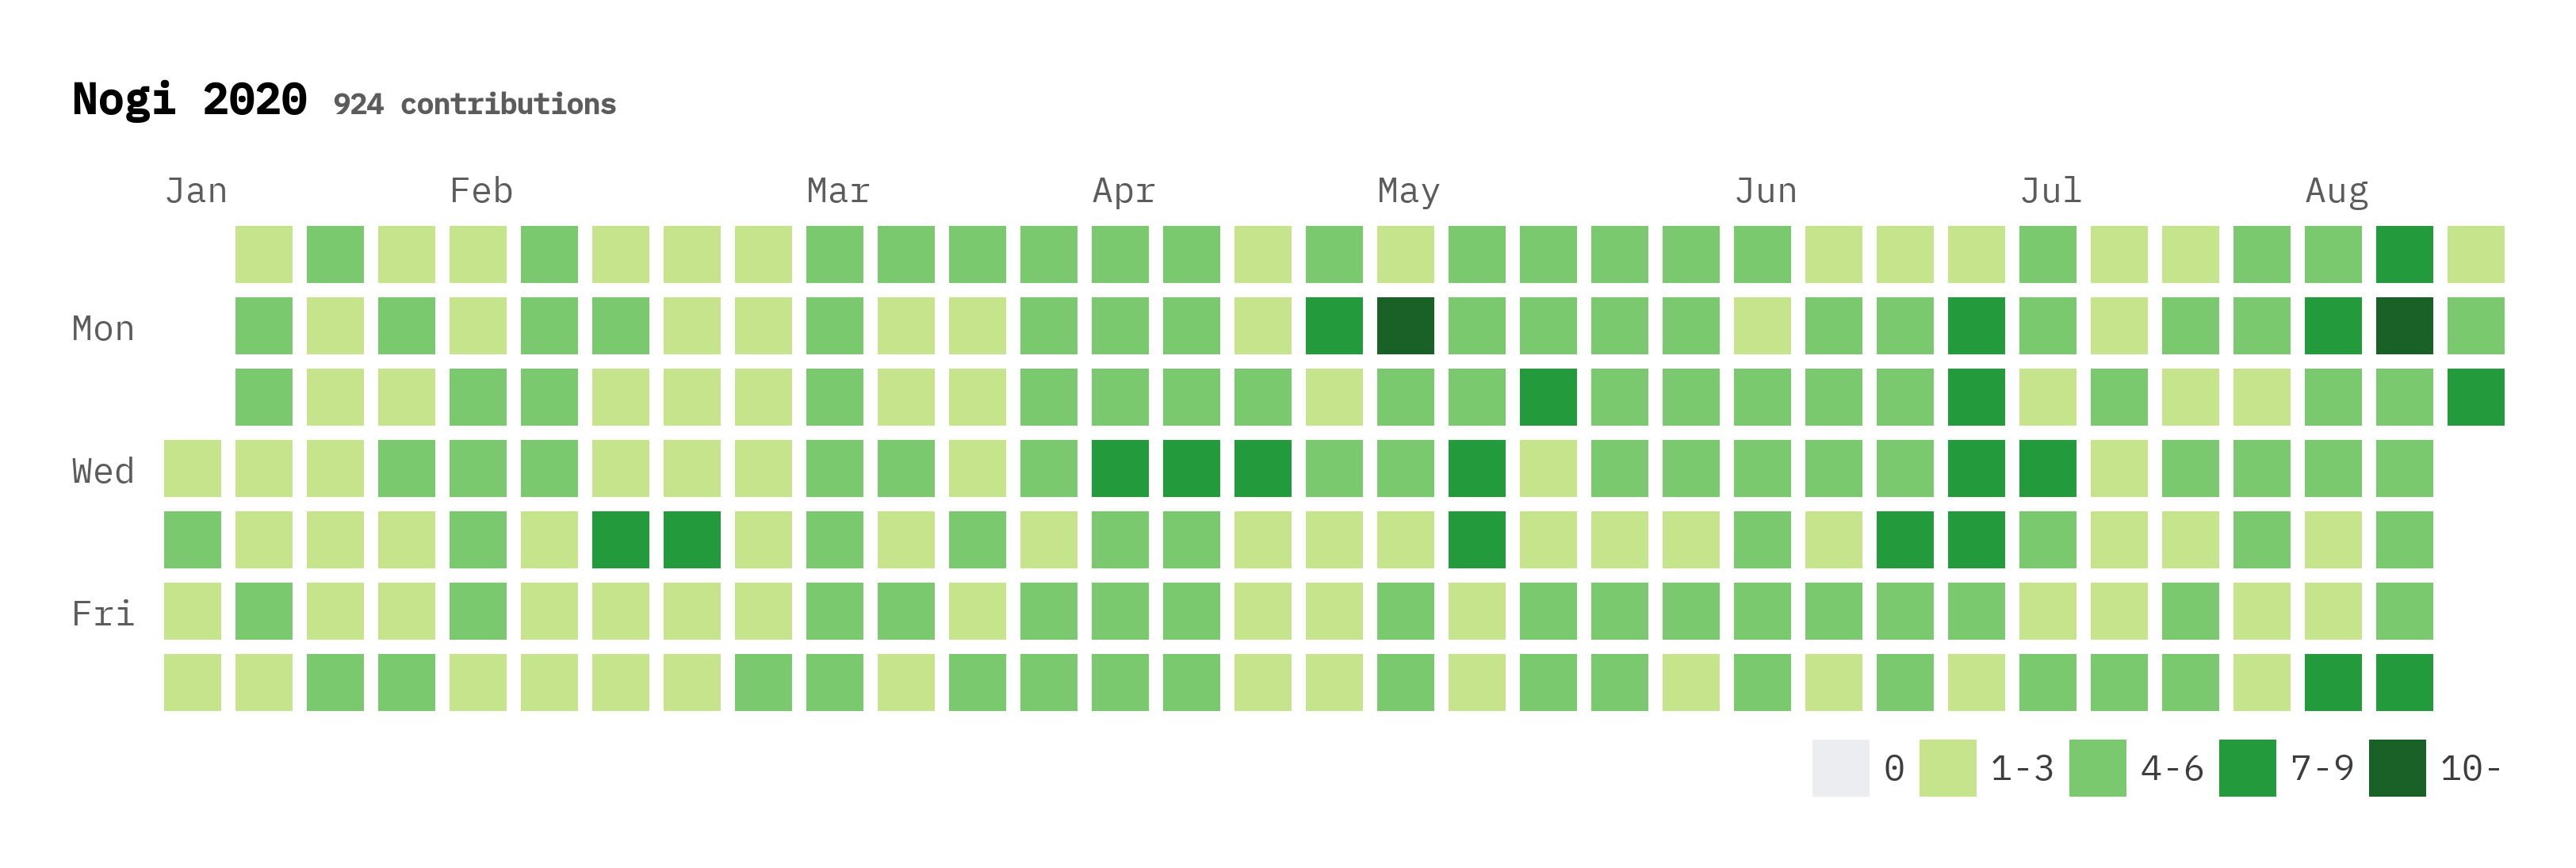 Nogi 2020 924 contributions
Jan Feb Mar Apr May Jun Jul Aug
Mon
Wed
Fri
0 1-3 4-6 7-9 10-